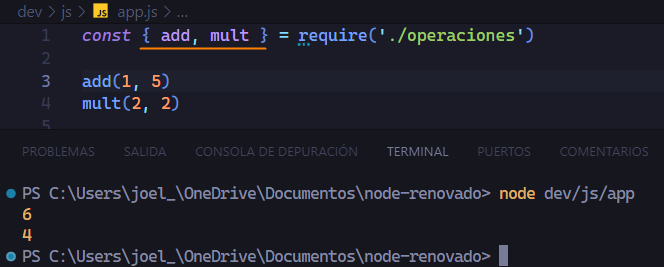 dev > js > JS app.js > ...
1 const { add, mult } = require('./operaciones')
2
3 add(1, 5)
4 mult(2, 2)
5
PROBLEMAS SALIDA CONSOLA DE DEPURACIÓN TERMINAL PUERTOS COMENTARIOS
PS C:\Users\joel_\OneDrive\Documentos\node-renovado> node dev/js/app
6
4
PS C:\Users\joel_\OneDrive\Documentos\node-renovado>